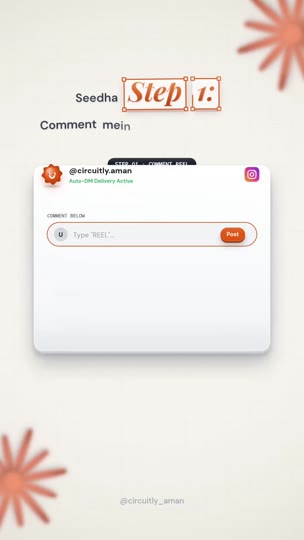 Seedha Step 1:
Comment mein
STEP 01 · COMMENT REEL
@circuitly.aman
Auto-DM Delivery Active
COMMENT BELOW
U Type "REEL"... Post
@circuitly_aman